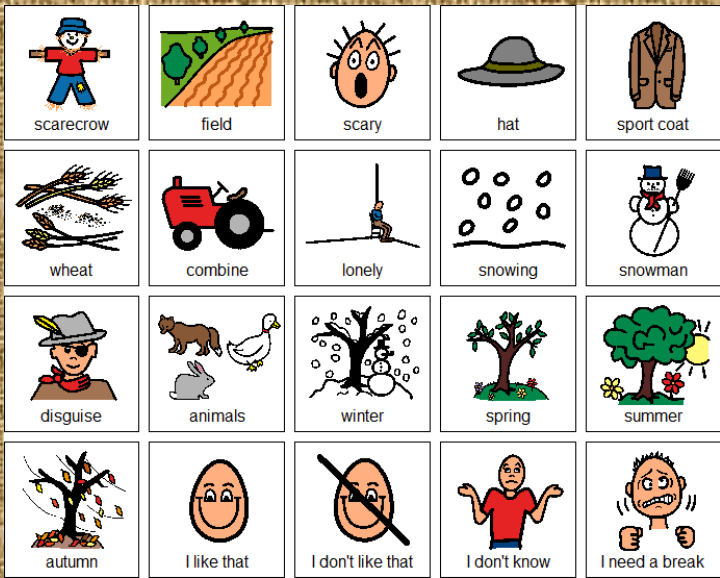 scarecrow
field
scary
hat
sport coat
wheat
combine
lonely
snowing
snowman
disguise
animals
winter
spring
summer
autumn
I like that
I don't like that
I don't know
I need a break